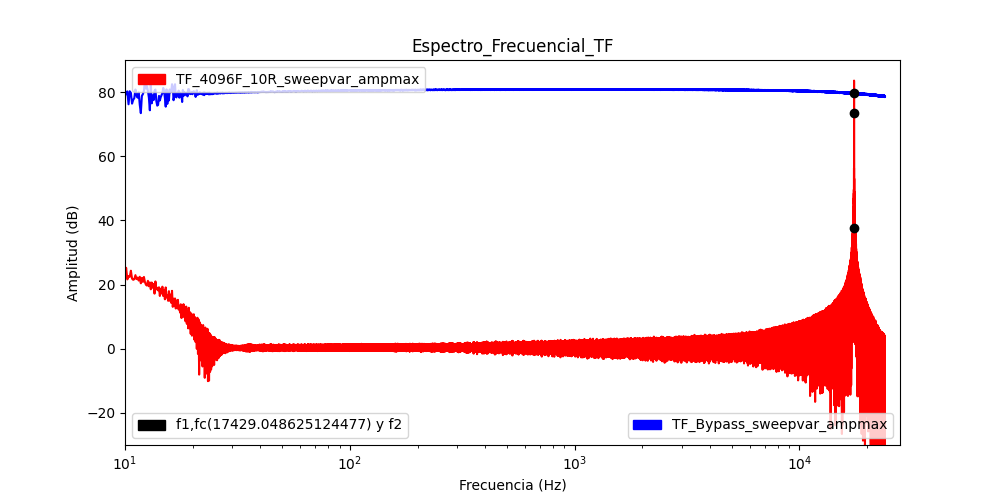 Espectro_Frecuencial_TF
TF_4096F_10R_sweepvar_ampmax
80
60
40
20
0
−20
Amplitud (dB)
f1,fc(17429.048625124477) y f2
TF_Bypass_sweepvar_ampmax
10^1
10^2
10^3
10^4
Frecuencia (Hz)